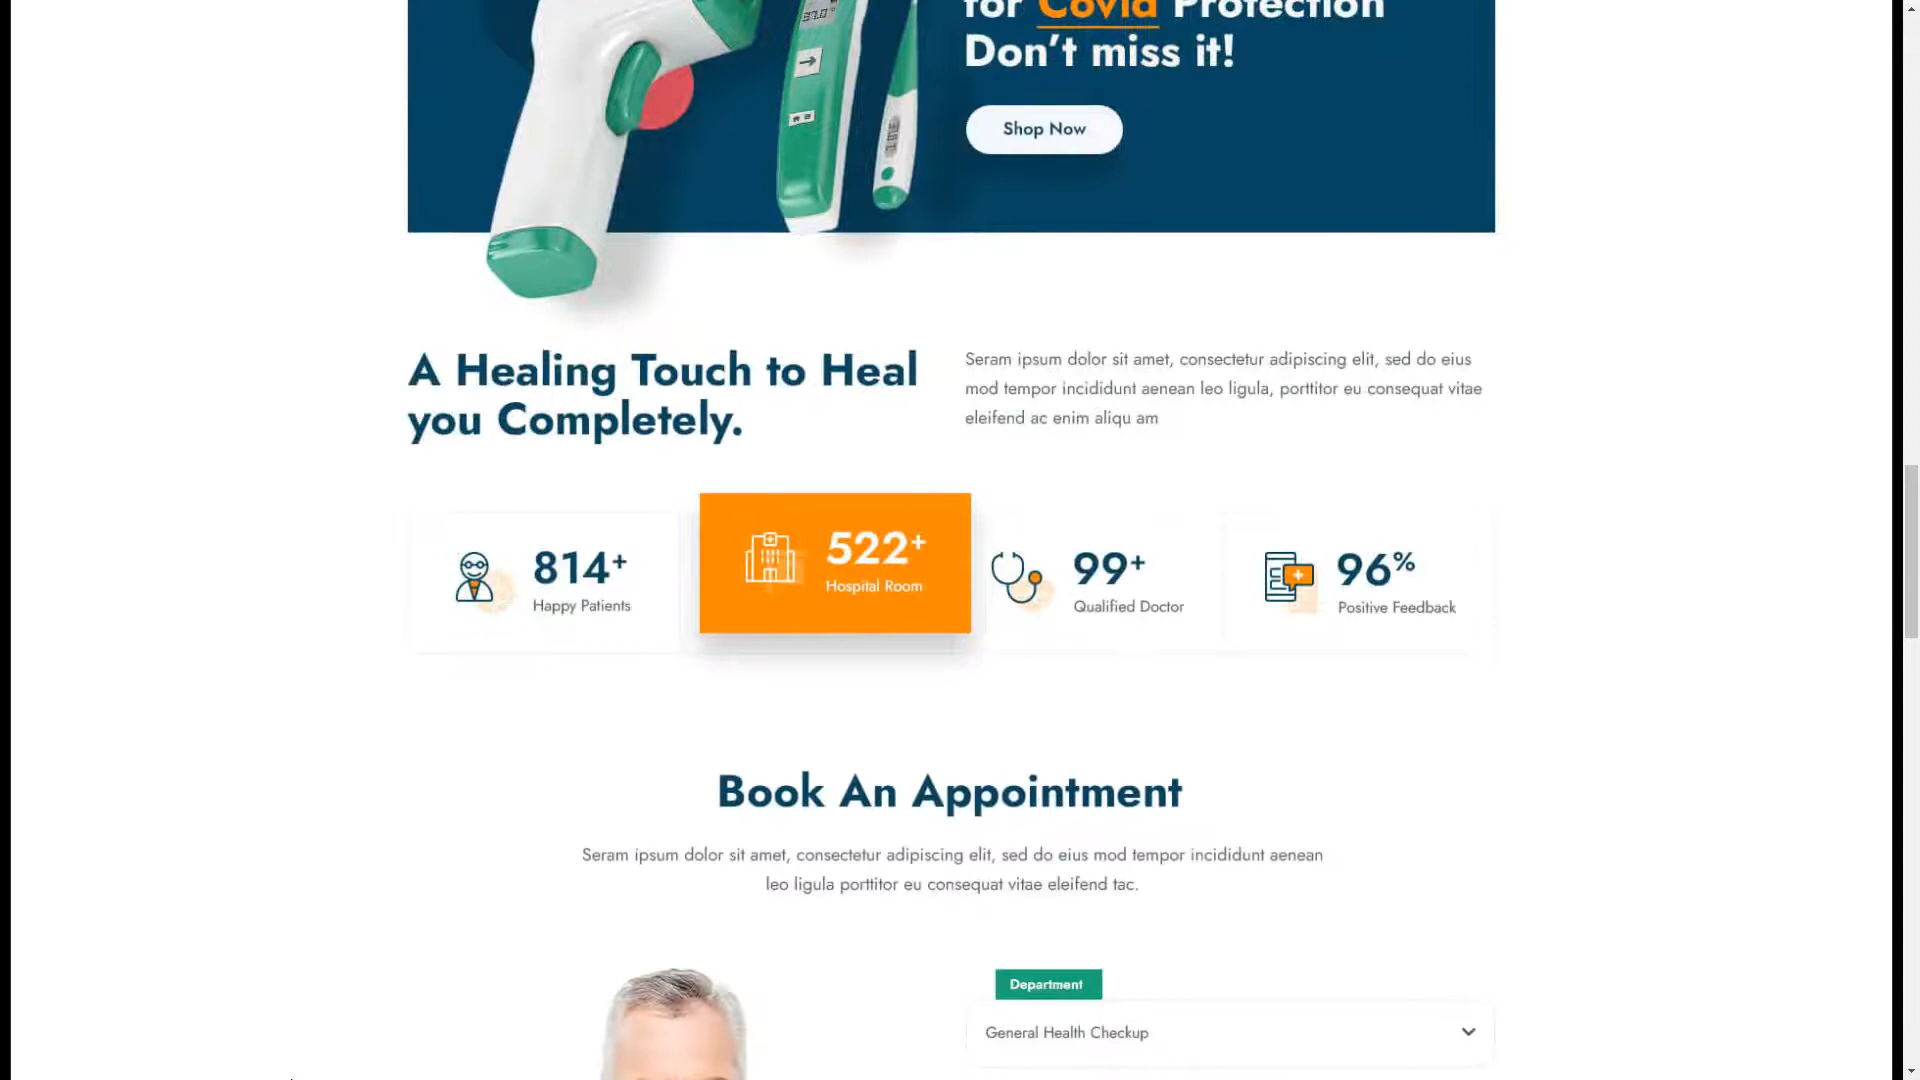 for Covid Protection
Don't miss it!
Shop Now
A Healing Touch to Heal
you Completely.
Seram ipsum dolor sit amet, consectetur adipiscing elit, sed do eius
mod tempor incididunt aenean leo ligula, porttitor eu consequat vitae
eleifend ac enim aliqu am
814+
Happy Patients
522+
Hospital Room
99+
Qualified Doctor
96%
Positive Feedback
Book An Appointment
Seram ipsum dolor sit amet, consectetur adipiscing elit, sed do eius mod tempor incididunt aenean
leo ligula porttitor eu consequat vitae eleifend tac.
Department
General Health Checkup